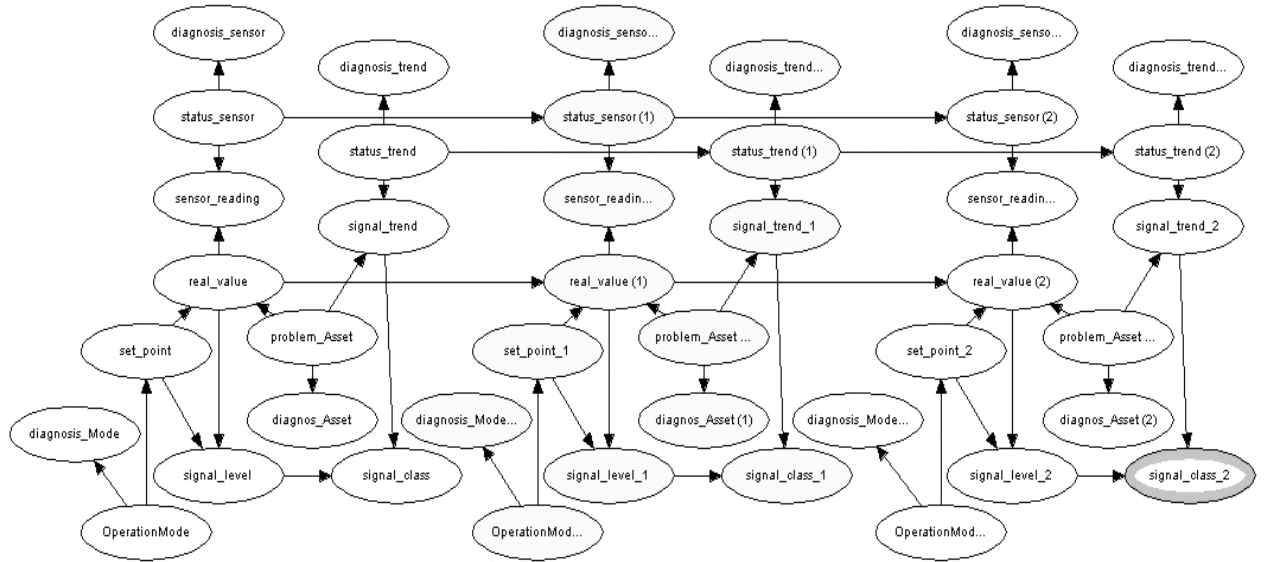 diagnosis_sensor
diagnosis_senso...
diagnosis_senso...
diagnosis_trend
diagnosis_trend...
diagnosis_trend...
status_sensor
status_sensor (1)
status_sensor (2)
status_trend
status_trend (1)
status_trend (2)
sensor_reading
sensor_readin...
sensor_readin...
signal_trend
signal_trend_1
signal_trend_2
real_value
real_value (1)
real_value (2)
problem_Asset
problem_Asset ...
problem_Asset ...
set_point
set_point_1
set_point_2
diagnos_Asset
diagnos_Asset (1)
diagnos_Asset (2)
diagnosis_Mode
diagnosis_Mode...
diagnosis_Mode...
signal_level
signal_class
signal_level_1
signal_class_1
signal_level_2
signal_class_2
OperationMode
OperationMod...
OperationMod...